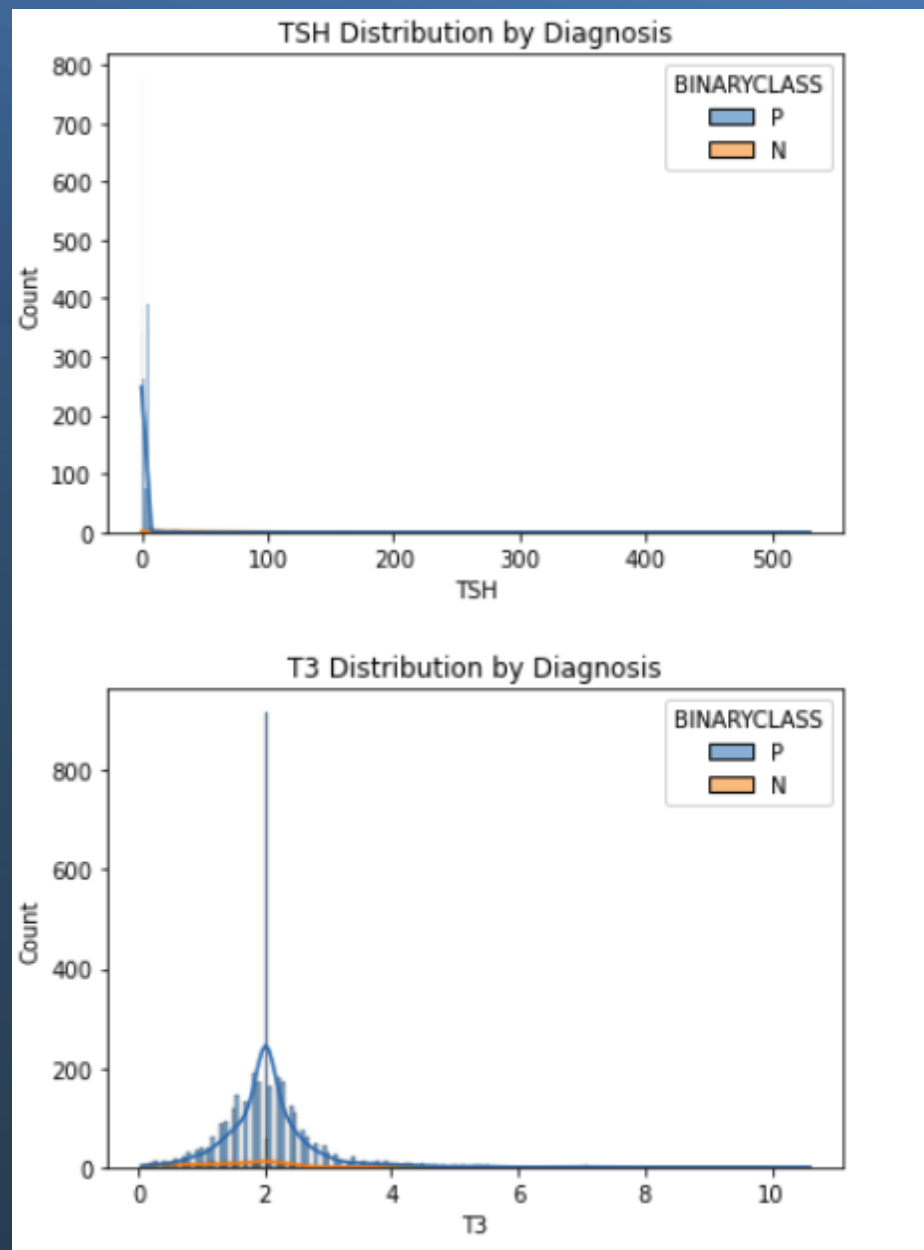 TSH Distribution by Diagnosis
800
700
600
500
400
300
200
100
0
Count
BINARYCLASS
P
N
0 100 200 300 400 500
TSH
T3 Distribution by Diagnosis
800
600
400
200
0
Count
BINARYCLASS
P
N
0 2 4 6 8 10
T3